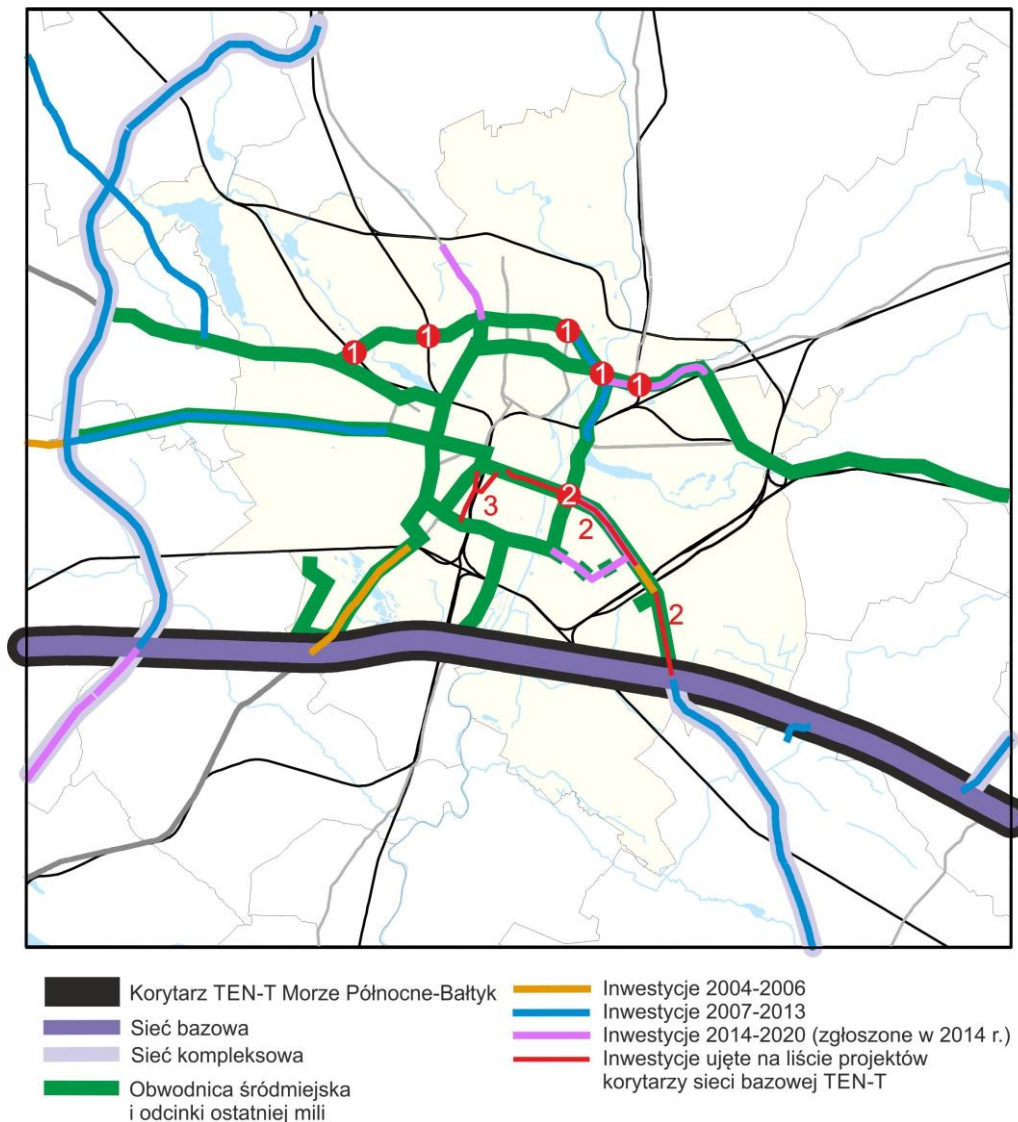 1
1
1
1
1
2
3
2
2
Korytarz TEN-T Morze Północne-Bałtyk
Sieć bazowa
Sieć kompleksowa
Obwodnica śródmiejska
i odcinki ostatniej mili
Inwestycje 2004-2006
Inwestycje 2007-2013
Inwestycje 2014-2020 (zgłoszone w 2014 r.)
Inwestycje ujęte na liście projektów
korytarzy sieci bazowej TEN-T